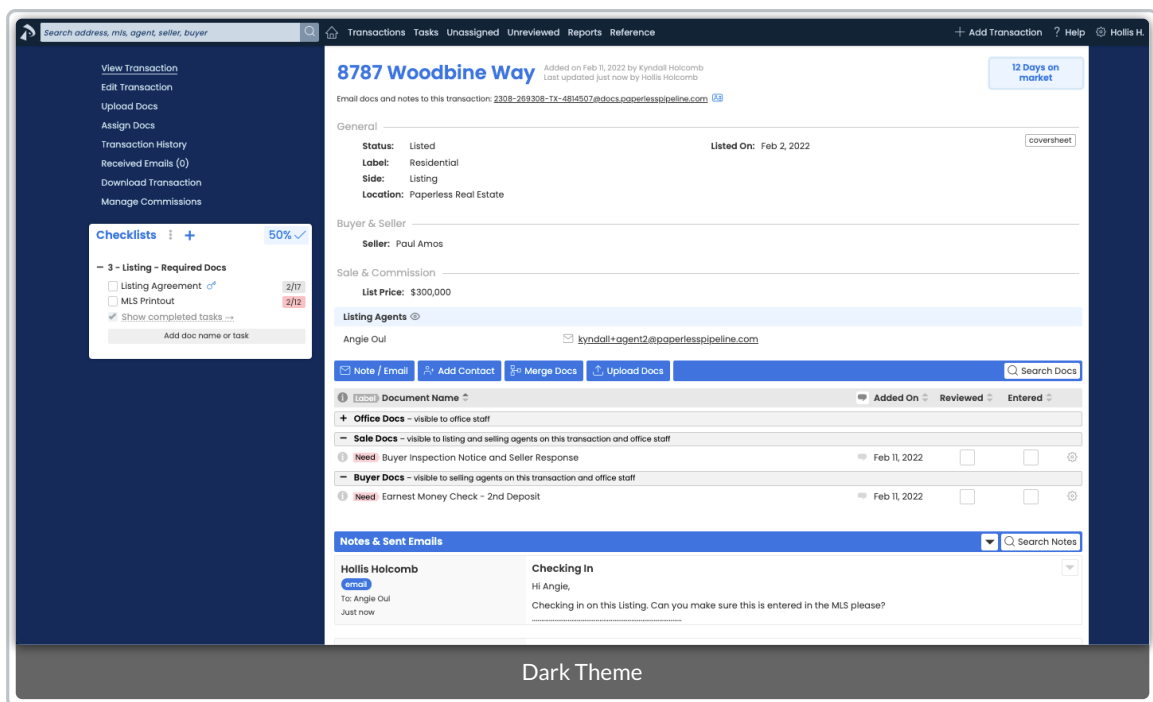 Search address, mls, agent, seller, buyer
Transactions Tasks Unassigned Unreviewed Reports Reference
Add Transaction ? Help Hollis H.
View Transaction
Edit Transaction
Upload Docs
Assign Docs
Transaction History
Received Emails (0)
Download Transaction
Manage Commissions
Checklists 50%
3 - Listing - Required Docs
Listing Agreement 2/17
MLS Printout 2/12
Show completed tasks →
Add doc name or task
8787 Woodbine Way
Added on Feb 11, 2022 by Kyndall Holcomb
Last updated just now by Hollis Holcomb
12 Days on
market
Email docs and notes to this transaction: 2308-269308-TX-4814507@docs.paperlesspipeline.com
General
Status: Listed Listed On: Feb 2, 2022 coversheet
Label: Residential
Side: Listing
Location: Paperless Real Estate
Buyer & Seller
Seller: Paul Amos
Sale & Commission
List Price: $300,000
Listing Agents
Angie Oul kyndall+agent2@paperlesspipeline.com
Note / Email Add Contact Merge Docs Upload Docs Search Docs
Label Document Name Added On Reviewed Entered
+ Office Docs - visible to office staff
- Sale Docs - visible to listing and selling agents on this transaction and office staff
Need Buyer Inspection Notice and Seller Response Feb 11, 2022
- Buyer Docs - visible to selling agents on this transaction and office staff
Need Earnest Money Check - 2nd Deposit Feb 11, 2022
Notes & Sent Emails Search Notes
Hollis Holcomb
email
To: Angie Oul
Just now
Checking In
Hi Angie,
Checking in on this Listing. Can you make sure this is entered in the MLS please?
Dark Theme